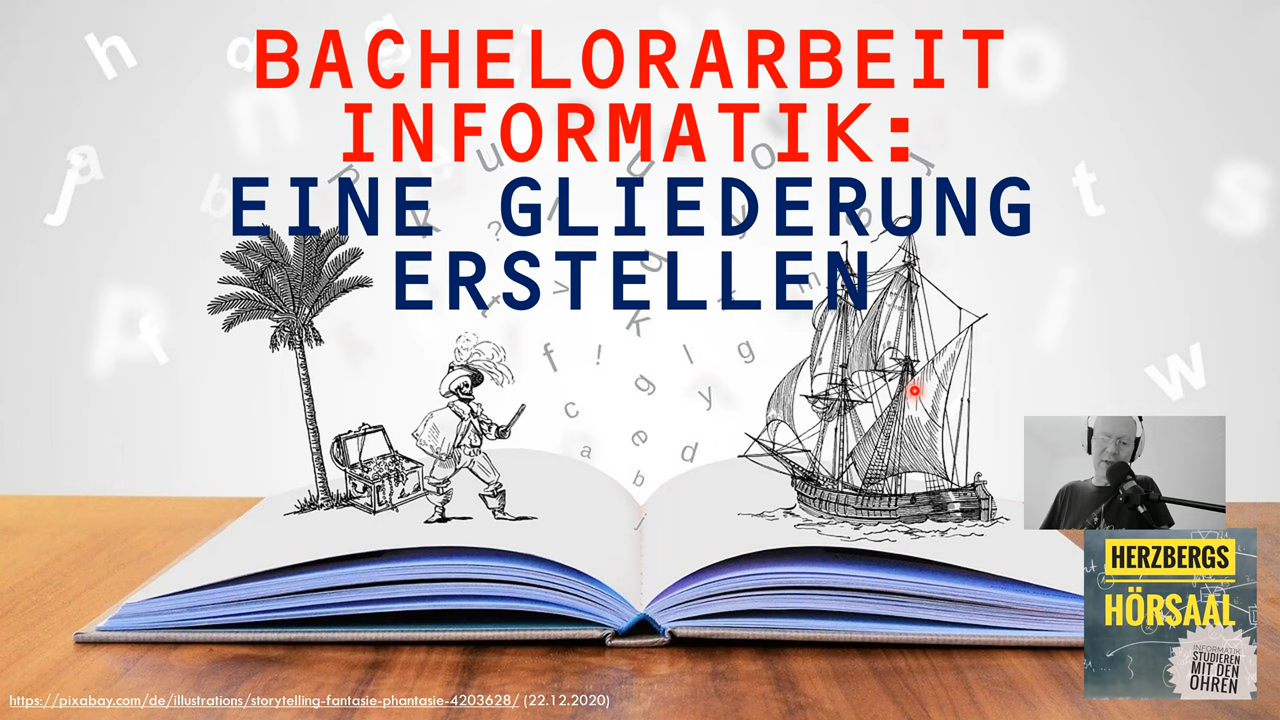 BACHELORARBEIT
INFORMATIK:
EINE GLIEDERUNG
ERSTELLEN
HERZBERGS
HÖRSAAL
INFORMATIK
STUDIEREN
MIT DEN
OHREN
https://pixabay.com/de/illustrations/storytelling-fantasie-phantasie-4203628/ (22.12.2020)